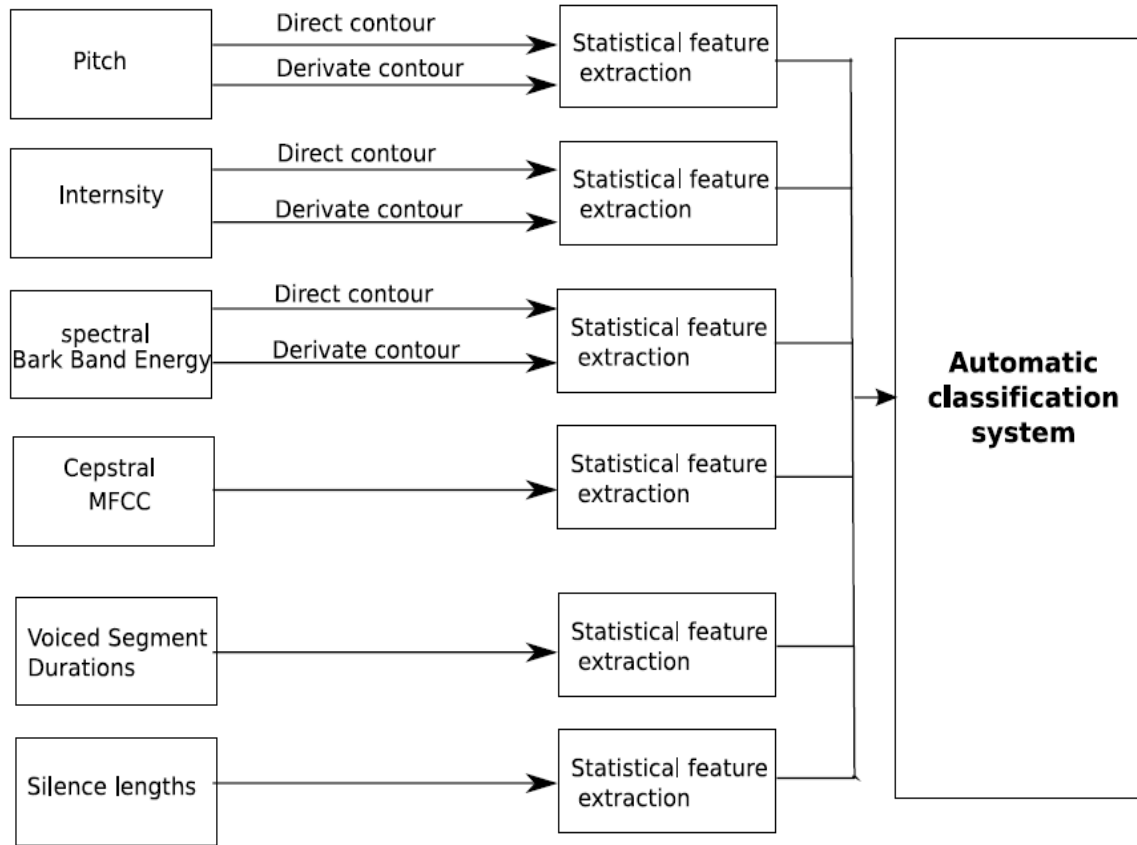 Pitch
Direct contour
Derivate contour
Statistical feature
extraction
Internsity
Direct contour
Derivate contour
Statistical feature
extraction
spectral
Bark Band Energy
Direct contour
Derivate contour
Statistical feature
extraction
Cepstral
MFCC
Statistical feature
extraction
Voiced Segment
Durations
Statistical feature
extraction
Silence lengths
Statistical feature
extraction
Automatic
classification
system